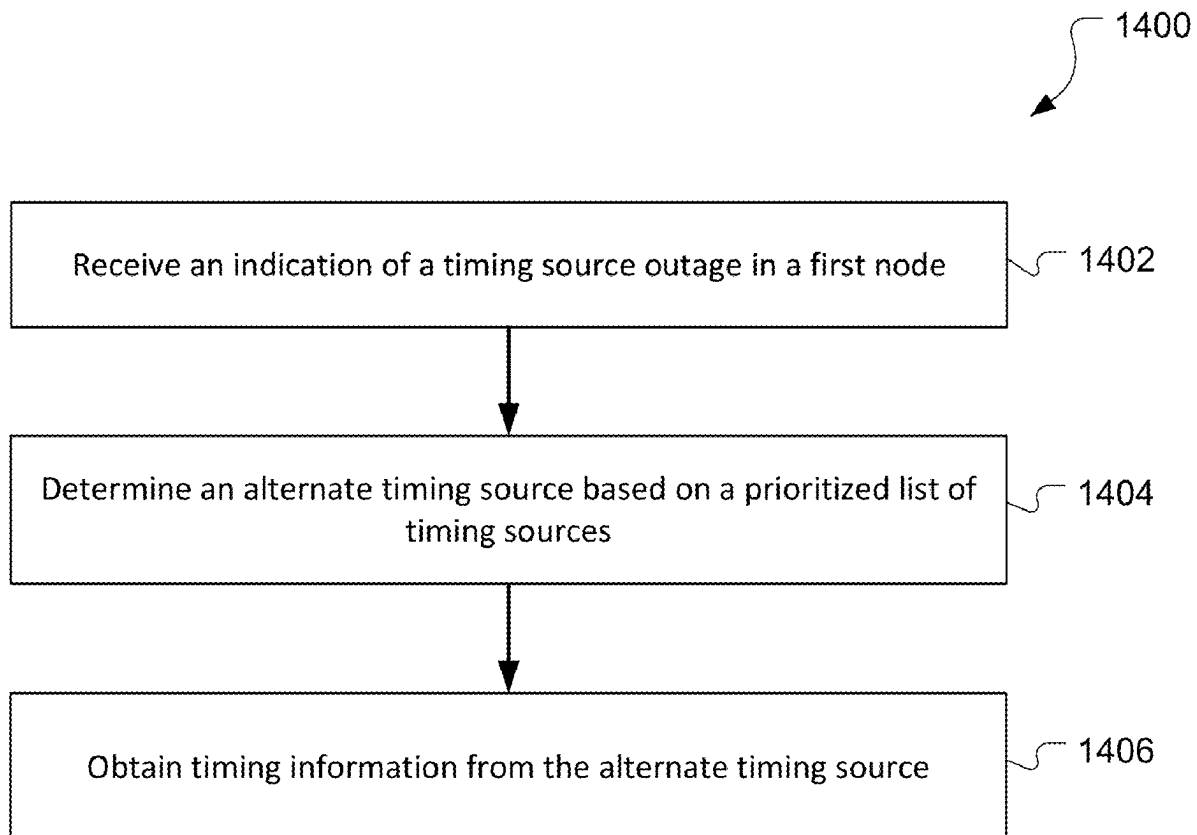 1400
Receive an indication of a timing source outage in a first node
1402
Determine an alternate timing source based on a prioritized list of
timing sources
1404
Obtain timing information from the alternate timing source
1406